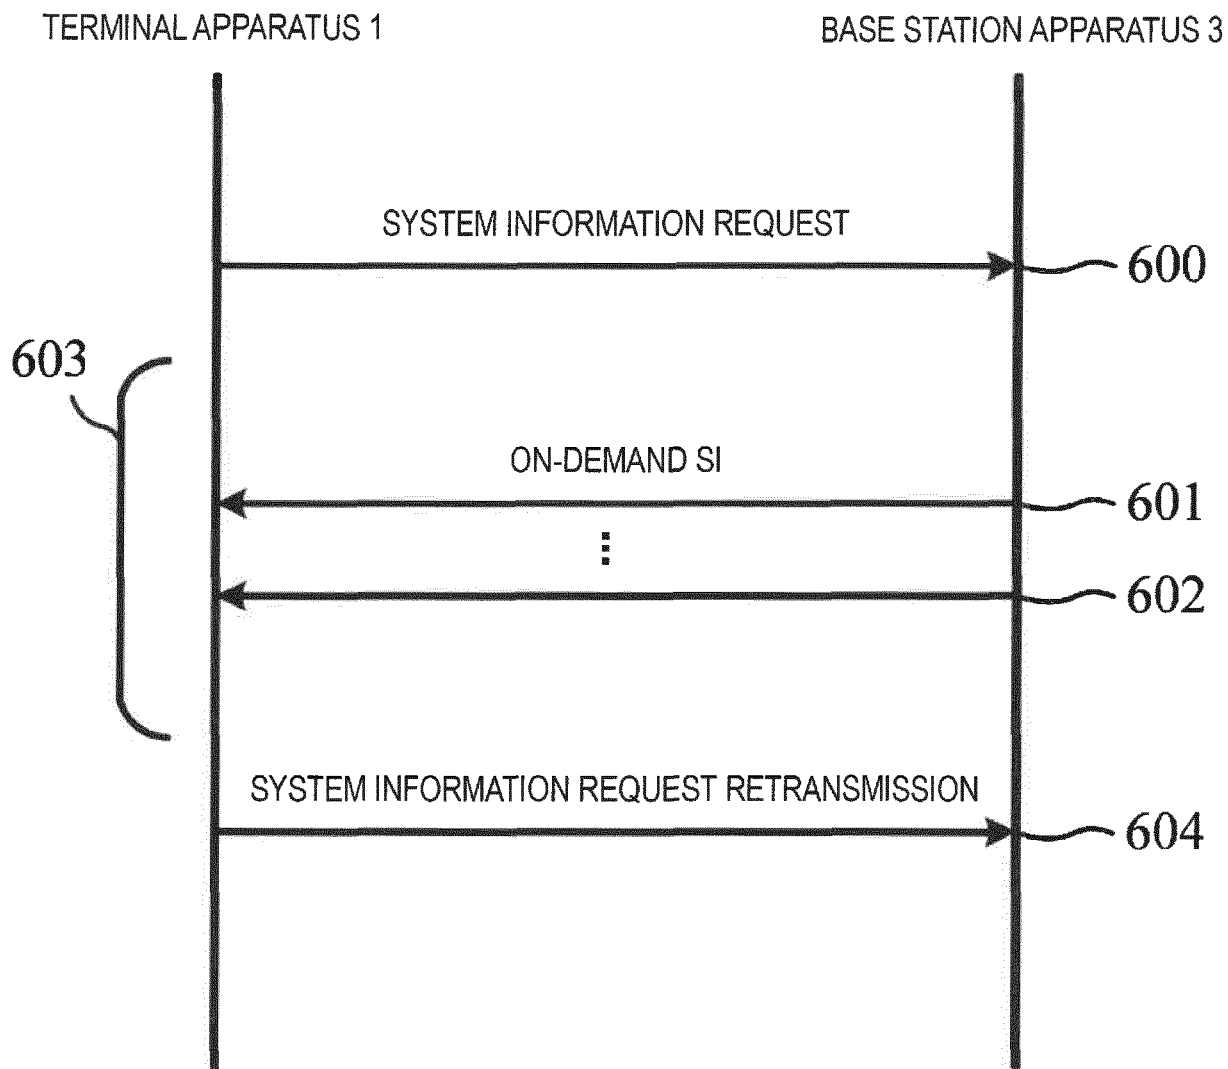 TERMINAL APPARATUS 1
BASE STATION APPARATUS 3
SYSTEM INFORMATION REQUEST
600
603
ON-DEMAND SI
601
602
SYSTEM INFORMATION REQUEST RETRANSMISSION
604